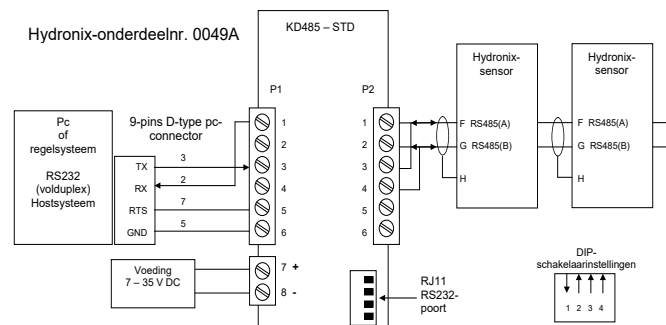 Hydronix-onderdeelnr. 0049A
KD485 – STD
P1
P2
Pc
of
regelsysteem
RS232
(volduplex)
Hostsysteem
9-pins D-type pc-
connector
TX
RX
RTS
GND
3
2
7
5
1
2
3
4
5
6
7 +
8 -
Voeding
7 – 35 V DC
1
2
3
4
5
6
RJ11
RS232-
poort
Hydronix-
sensor
F RS485(A)
G RS485(B)
H
Hydronix-
sensor
F RS485(A)
G RS485(B)
H
DIP-
schakelaarinstellingen
1 2 3 4